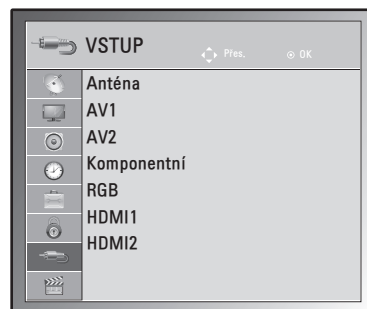 VSTUP
Přes. OK
Anténa
AV1
AV2
Komponentní
RGB
HDMI1
HDMI2